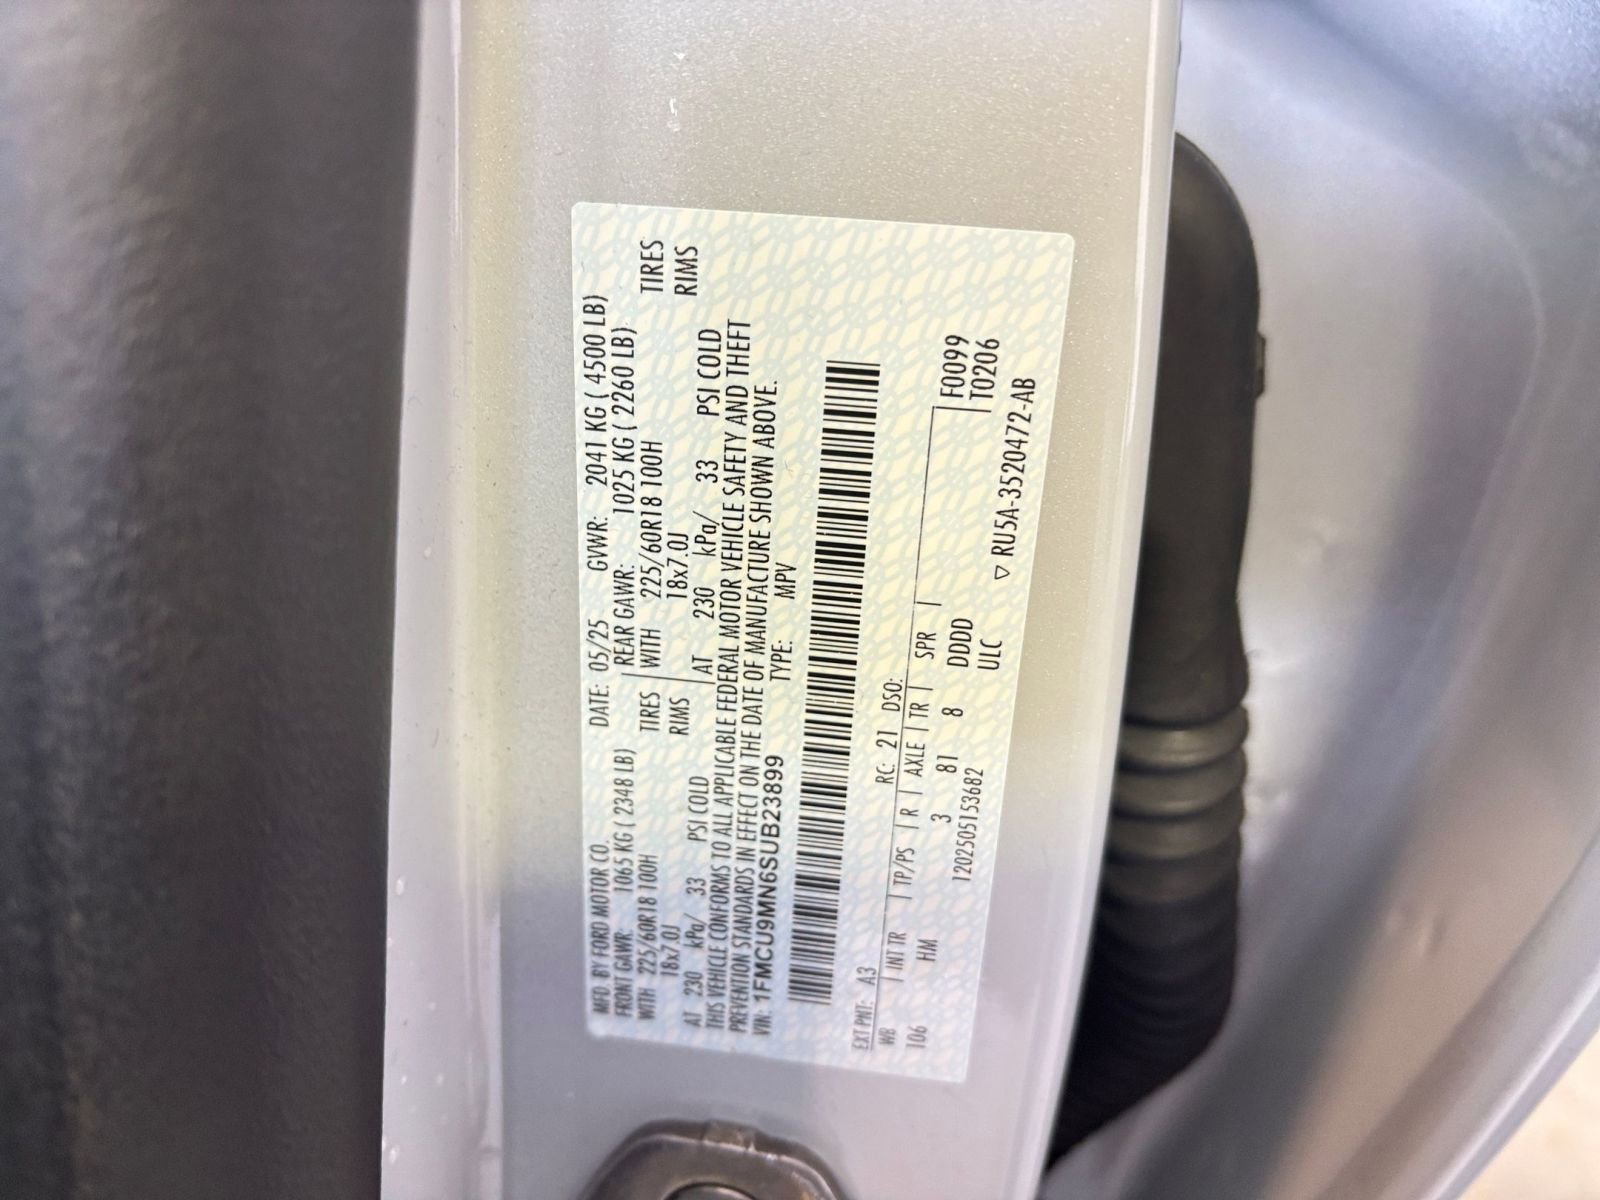 MFD. BY FORD MOTOR CO. DATE: 05/25 GVWR: 2041 KG ( 4500 LB)
FRONT GAWR: 1065 KG ( 2348 LB) REAR GAWR: 1025 KG ( 2260 LB)
WITH 225/60R18 100H TIRES WITH 225/60R18 100H TIRES
18x7.0J RIMS 18x7.0J RIMS
AT 230 kPa/ 33 PSI COLD AT 230 kPa/ 33 PSI COLD
THIS VEHICLE CONFORMS TO ALL APPLICABLE FEDERAL MOTOR VEHICLE SAFETY AND THEFT
PREVENTION STANDARDS IN EFFECT ON THE DATE OF MANUFACTURE SHOWN ABOVE.
VIN: 1FMCU9MN6SUB23899 TYPE: MPV
EXT PNT: A3 RC: 21 DSO:
WB INT TR TP/PS R AXLE TR SPR F0099
106 HM 3 81 8 DDDD T0206
12025051536​82 ULC
▽ RU5A-3520472-AB